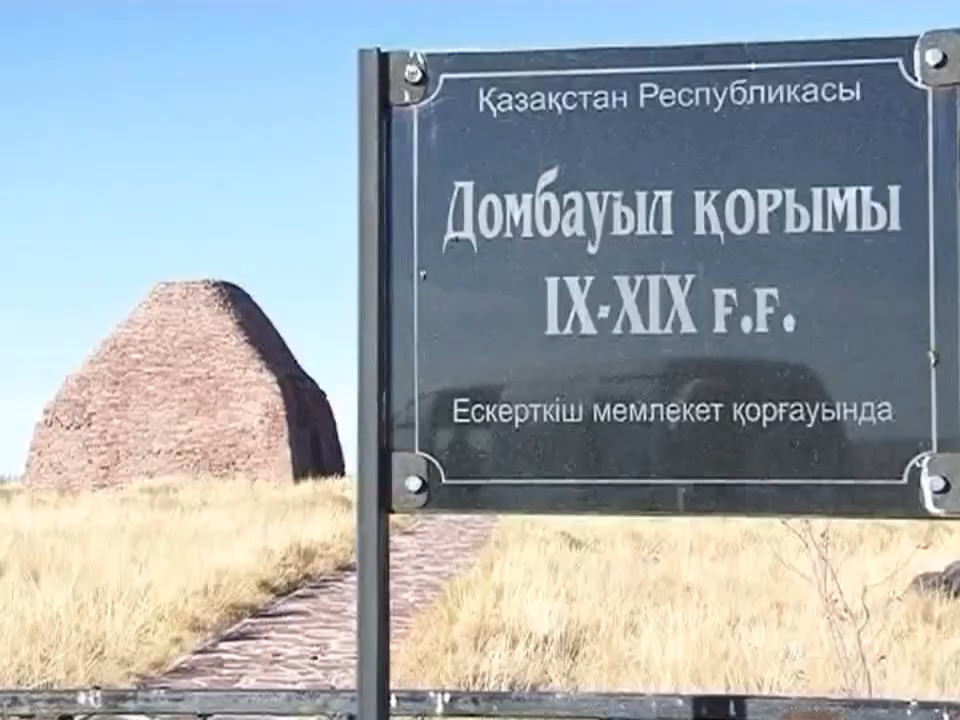 Қазақстан Республикасы
Домбауыл қорымы
IX-XIX ғ.ғ.
Ескерткіш мемлекет қорғауында